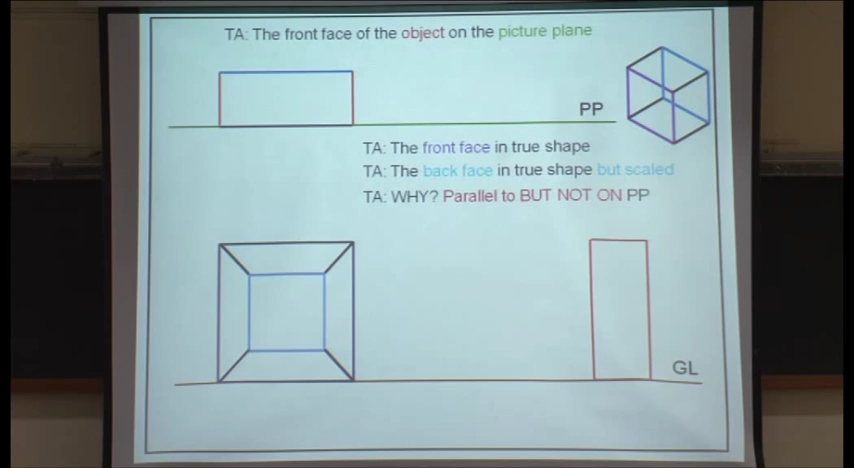 TA: The front face of the object on the picture plane
PP
TA: The front face in true shape
TA: The back face in true shape but scaled
TA: WHY? Parallel to BUT NOT ON PP
GL